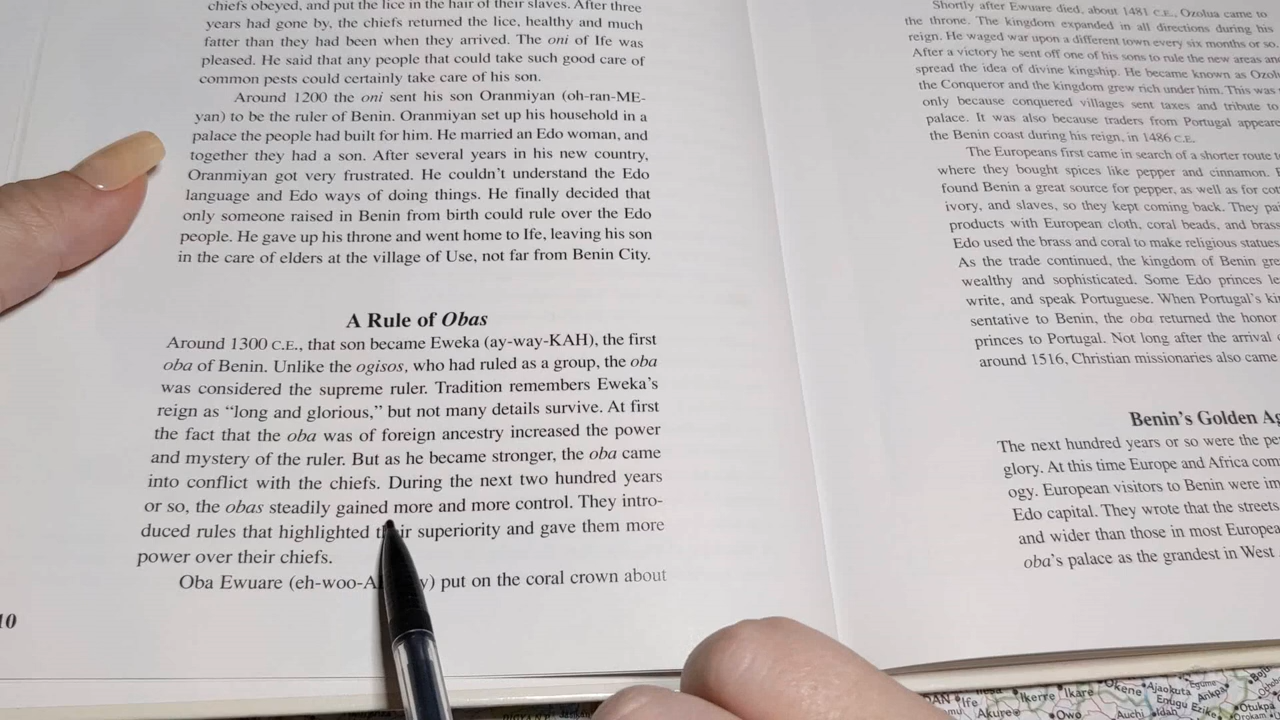 chiefs obeyed, and put the lice in the hair of their slaves. After three
years had gone by, the chiefs returned the lice, healthy and much
fatter than they had been when they arrived. The oni of Ife was
pleased. He said that any people that could take such good care of
common pests could certainly take care of his son.
Around 1200 the oni sent his son Oranmiyan (oh-ran-ME-
yan) to be the ruler of Benin. Oranmiyan set up his household in a
palace the people had built for him. He married an Edo woman, and
together they had a son. After several years in his new country,
Oranmiyan got very frustrated. He couldn't understand the Edo
language and Edo ways of doing things. He finally decided that
only someone raised in Benin from birth could rule over the Edo
people. He gave up his throne and went home to Ife, leaving his son
in the care of elders at the village of Use, not far from Benin City.
A Rule of Obas
Around 1300 C.E., that son became Eweka (ay-way-KAH), the first
oba of Benin. Unlike the ogisos, who had ruled as a group, the oba
was considered the supreme ruler. Tradition remembers Eweka's
reign as "long and glorious," but not many details survive. At first
the fact that the oba was of foreign ancestry increased the power
and mystery of the ruler. But as he became stronger, the oba came
into conflict with the chiefs. During the next two hundred years
or so, the obas steadily gained more and more control. They intro-
duced rules that highlighted their superiority and gave them more
power over their chiefs.
Oba Ewuare put on the coral crown about
10
Shortly after Ewuare died, about 1481 C.E., Ozolua came to
the throne. The kingdom expanded in all directions during his
reign. He waged war upon a different town every six months or so.
After a victory he sent off one of his sons to rule the new areas and
spread the idea of divine kingship. He became known as
the Conqueror and the kingdom grew rich under him. This was
only because conquered villages sent taxes and tribute to
palace. It was also because traders from Portugal
the Benin coast during his reign, in 1486 C.E.
The Europeans first came in search of a shorter route
where they bought spices like pepper and cinnamon.
found Benin a great source for pepper, as well as for
ivory, and slaves, so they kept coming back. They
products with European cloth, coral beads, and brass
Edo used the brass and coral to make religious statues
As the trade continued, the kingdom of Benin
wealthy and sophisticated. Some Edo princes
write, and speak Portuguese. When Portugal's
sentative to Benin, the oba returned the honor
princes to Portugal. Not long after the arrival
around 1516, Christian missionaries also came
Benin's Golden
The next hundred years or so were the
glory. At this time Europe and Africa
ogy. European visitors to Benin were
Edo capital. They wrote that the streets
and wider than those in most
oba's palace as the grandest in West
Ife
Ikerre
Ikare
Okene
Ajaokuta
Akure
Owo
Auchi
Idah
Enugu
Otukpa